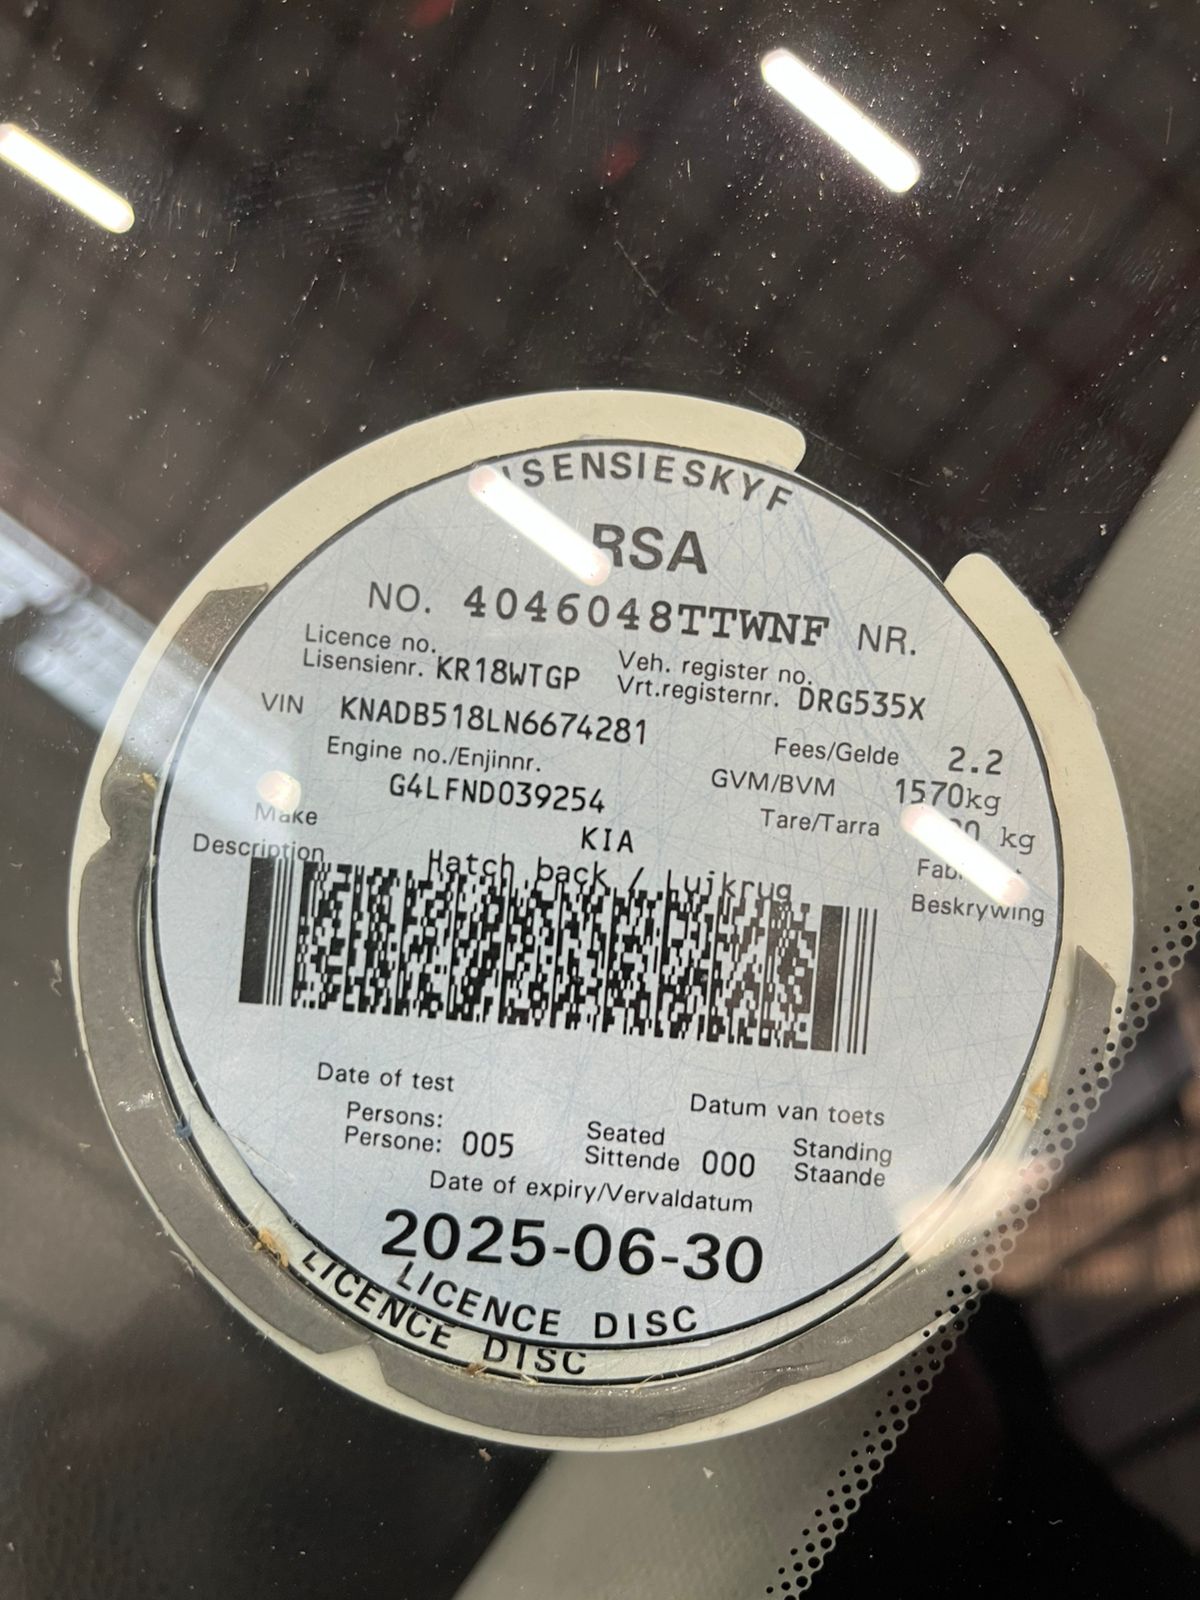 LISENSIESKYF
RSA
NO. 4046048TTWNF NR.
Licence no. Veh. register no.
Lisensienr. KR18WTGP Vrt.registernr. DRG535X
VIN KNADB518LN6674281 Fees/Gelde 2.2
Engine no./Enjinnr. GVM/BVM 1570kg
G4LFND039254 Tare/Tarra kg
Make KIA
Description Hatch back / Luikrug Beskrywing
Date of test Datum van toets
Persons: Seated Standing
Persone: 005 Sittende 000 Staande
Date of expiry/Vervaldatum
2025-06-30
LICENCE DISC
LICENCE DISC